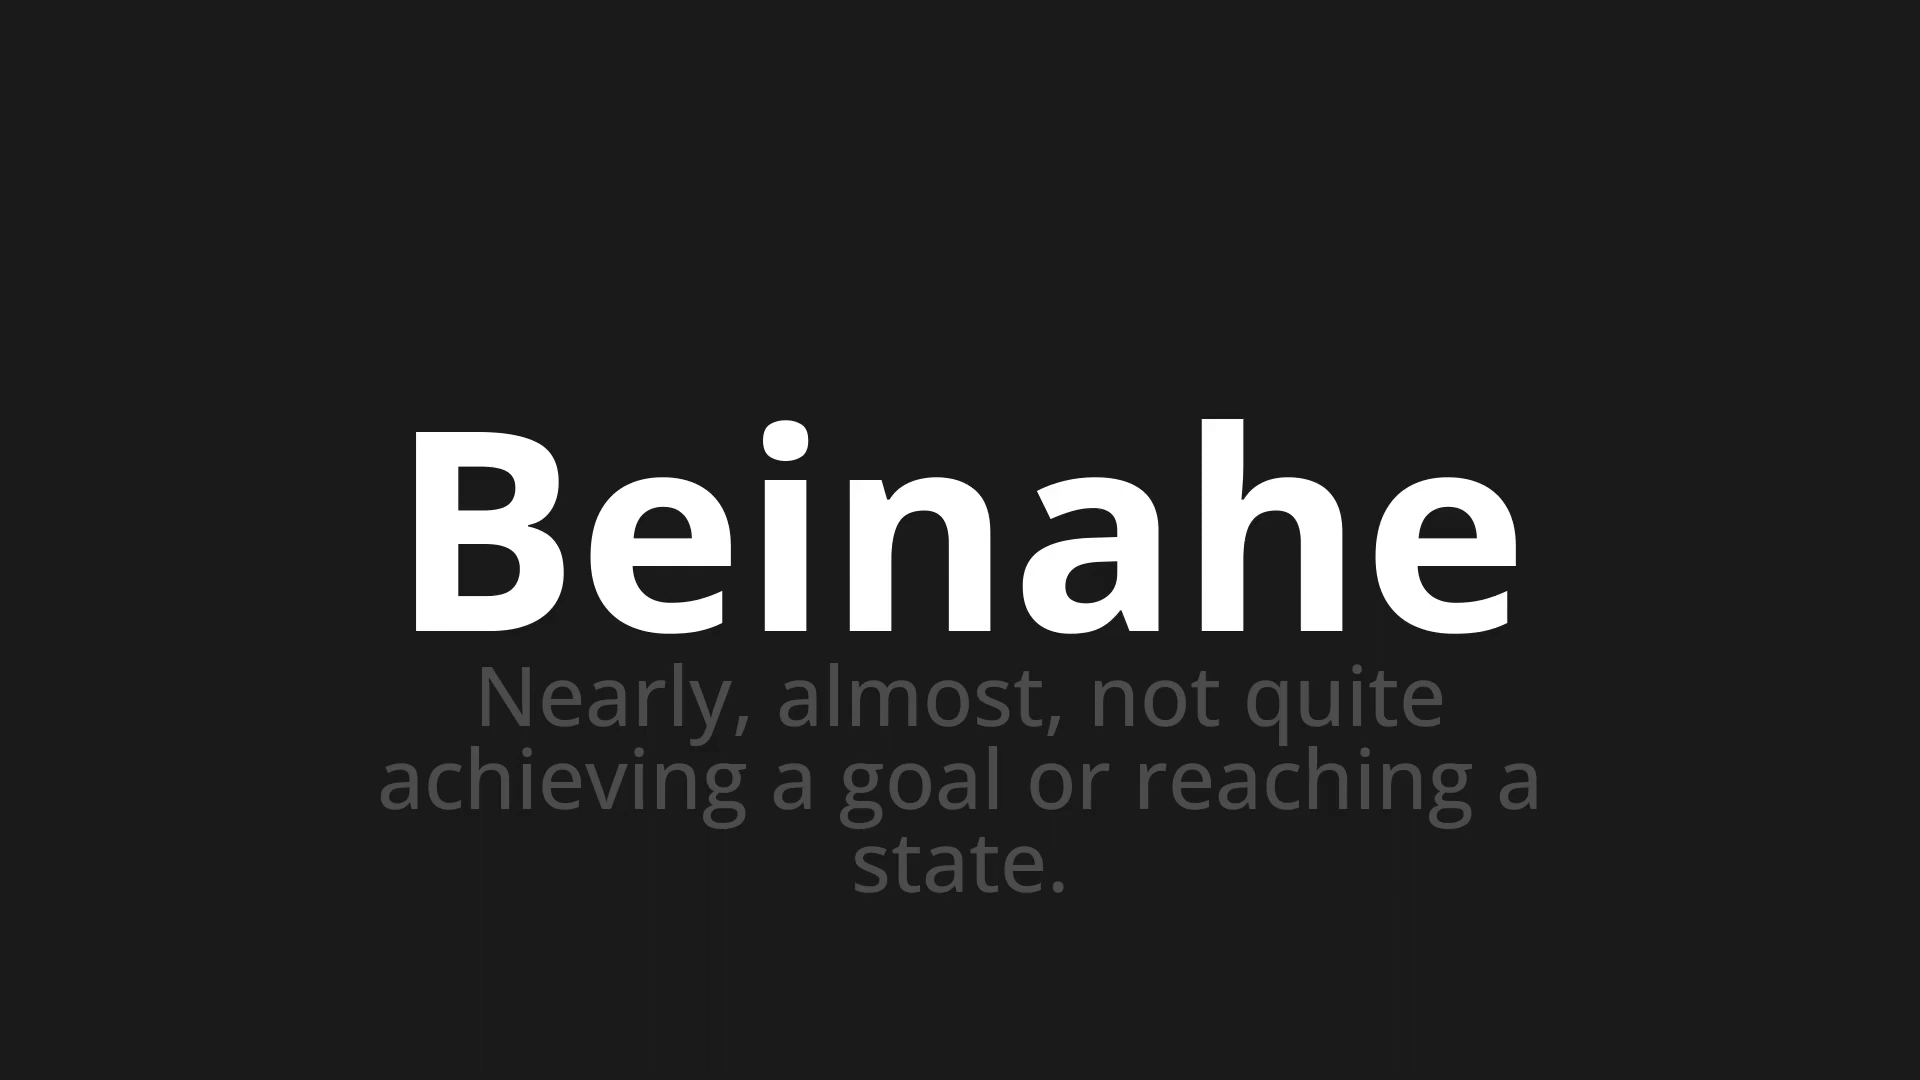 Beinahe
Nearly, almost, not quite
achieving a goal or reaching a
state.